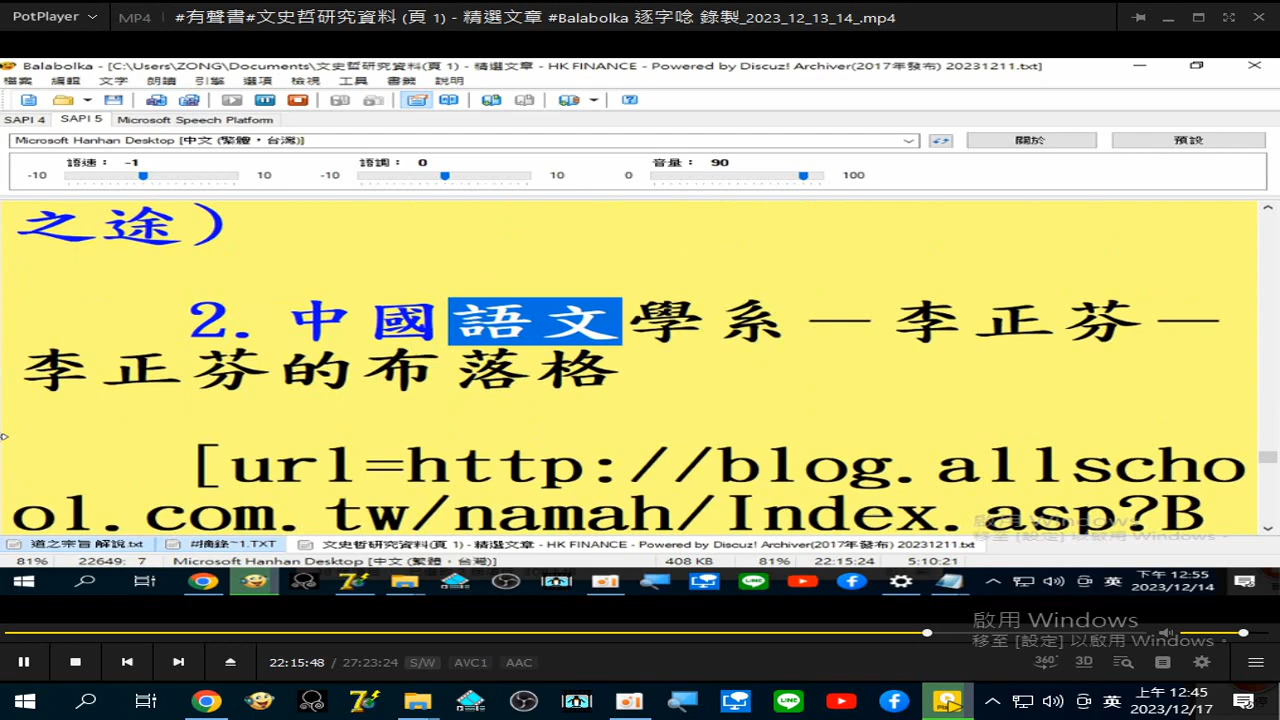 PotPlayer MP4 #有聲書#文史哲研究資料 (頁 1) - 精選文章 #Balabolka 逐字唸 錄製_2023_12_13_14_.mp4
Balabolka - [C:\Users\ZONG\Documents\文史哲研究資料(頁 1) - 精選文章 - HK FINANCE - Powered by Discuz! Archiver(2017年發布) 20231211.txt]
檔案 編輯 文字 朗讀 引擎 選項 檢視 工具 書籤 說明
SAPI 4 SAPI 5 Microsoft Speech Platform
Microsoft Hanhan Desktop [中文 (繁體，台灣)] 關於 預設
語速： -1 語調： 0 音量： 90
-10 10 -10 10 0 100
之途）
2.中國語文學系－李正芬－
李正芬的布落格
[url=http://blog.allscho
ol.com.tw/namah/Index.asp?B
道之宗旨 解說.txt #摘錄~1.TXT 文史哲研究資料(頁 1) - 精選文章 - HK FINANCE - Powered by Discuz! Archiver(2017年發布) 20231211.txt
81% 22649: 7 Microsoft Hanhan Desktop [中文 (繁體，台灣)] 408 KB 81% 22:15:24 5:10:21
英 下午 12:55
2023/12/14
啟用 Windows
移至 [設定] 以啟用 Windows。
22:15:48 / 27:23:24 S/W AVC1 AAC 360° 3D
英 上午 12:45
2023/12/17